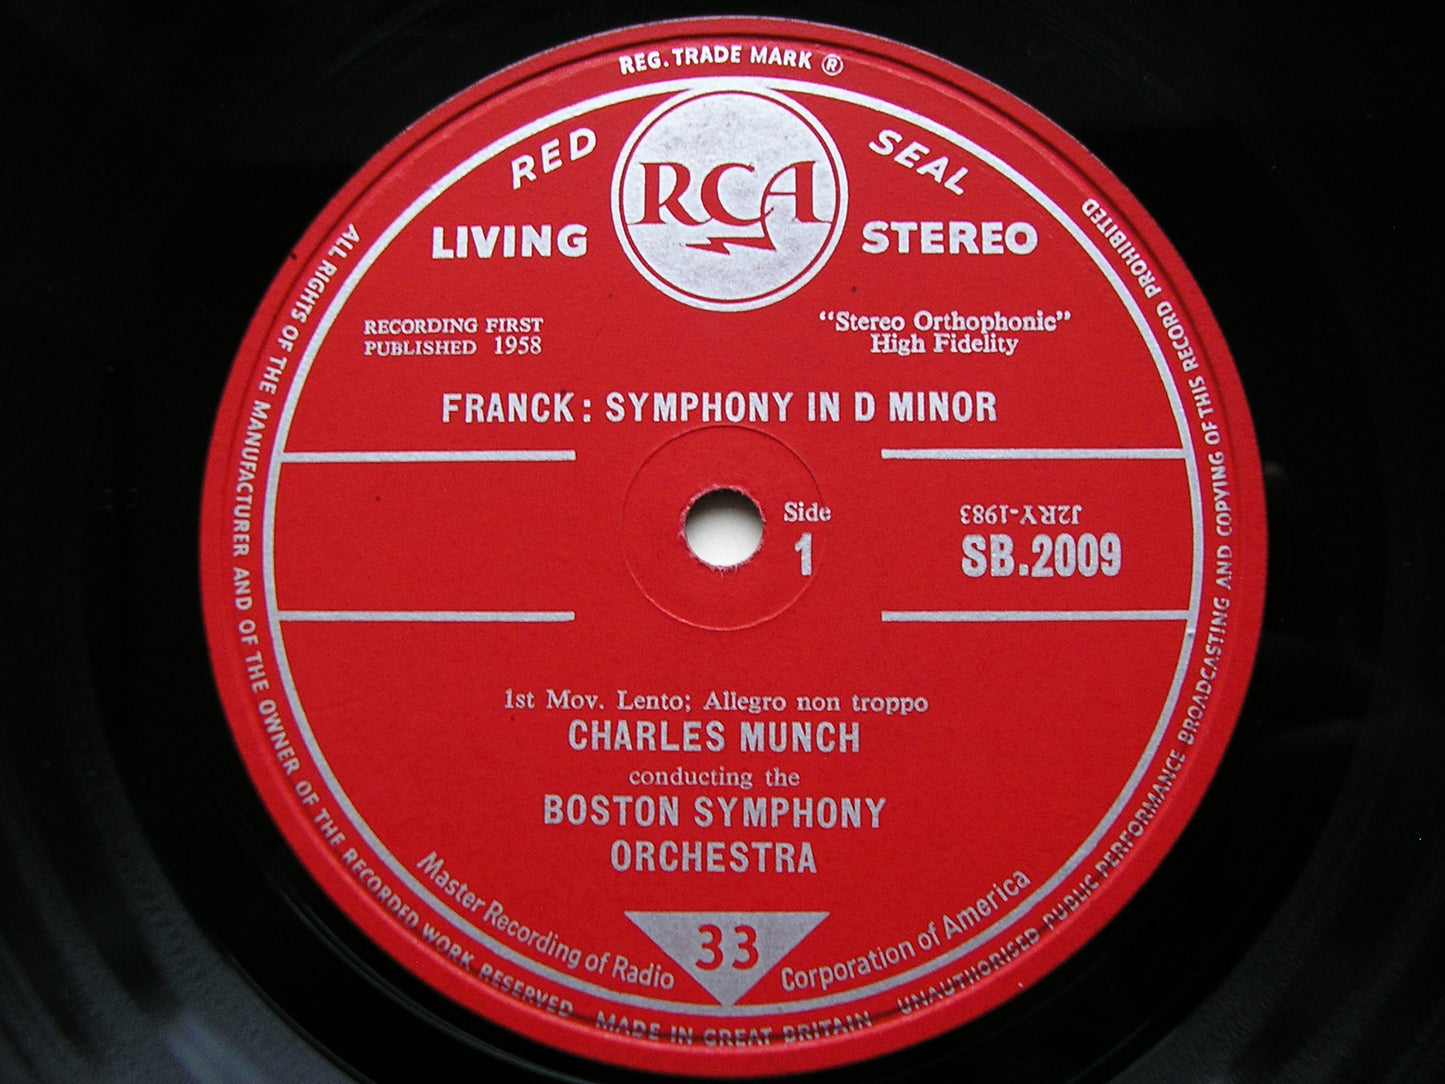 REG. TRADE MARK ®
RED SEAL
RCA
LIVING STEREO
RECORDING FIRST
PUBLISHED 1958
"Stereo Orthophonic"
High Fidelity
FRANCK: SYMPHONY IN D MINOR
Side
1
J2RY-1983
SB.2009
1st Mov. Lento; Allegro non troppo
CHARLES MUNCH
conducting the
BOSTON SYMPHONY
ORCHESTRA
33
Master Recording of Radio Corporation of America
ALL RIGHTS OF THE MANUFACTURER AND OF THE OWNER OF THE RECORDED WORK RESERVED
MADE IN GREAT BRITAIN
UNAUTHORISED PUBLIC PERFORMANCE BROADCASTING AND COPYING OF THIS RECORD PROHIBITED